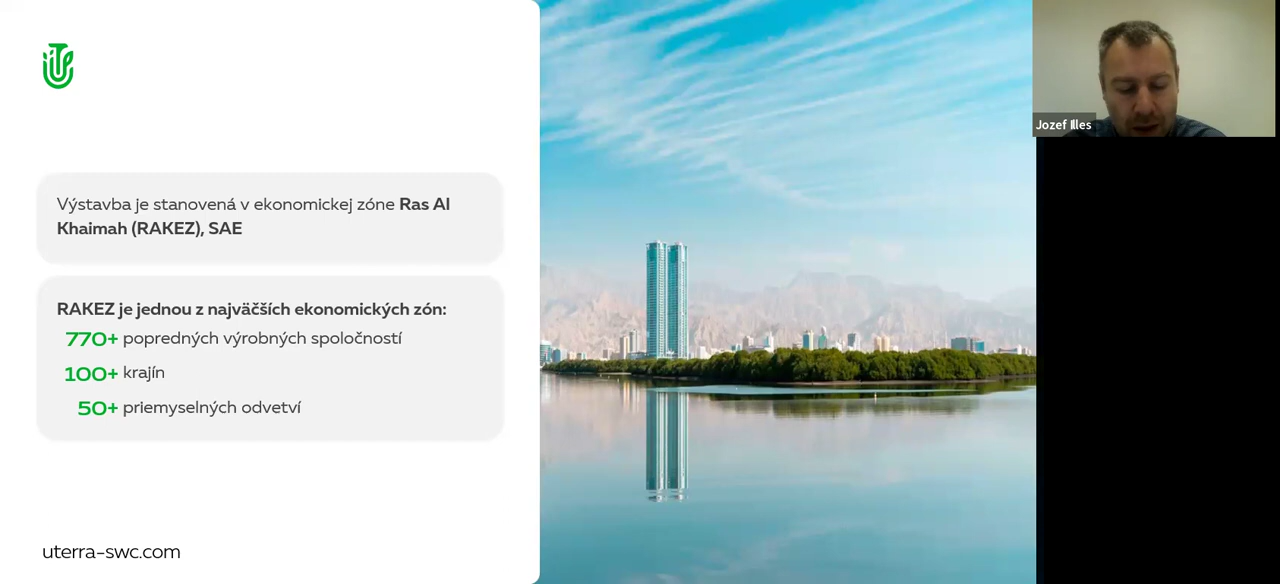 Výstavba je stanovená v ekonomickej zóne Ras Al
Khaimah (RAKEZ), SAE
RAKEZ je jednou z najväčších ekonomických zón:
770+ popredných výrobných spoločností
100+ krajín
50+ priemyselných odvetví
uterra-swc.com
Jozef Illes